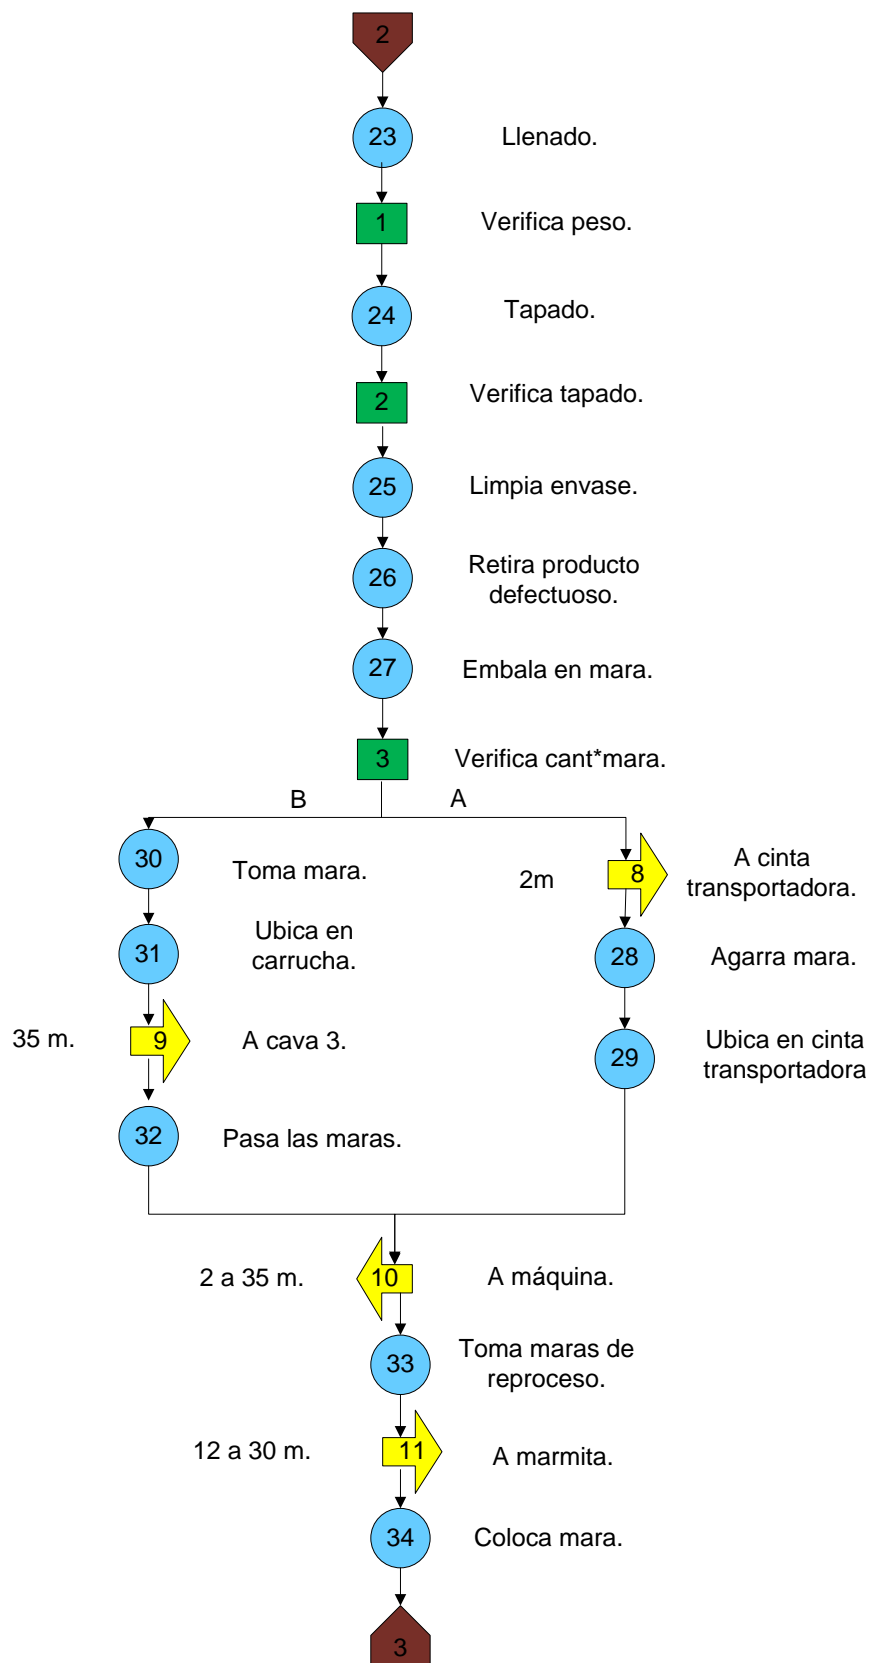 2
23 Llenado.
1 Verifica peso.
24 Tapado.
2 Verifica tapado.
25 Limpia envase.
26 Retira producto
defectuoso.
27 Embala en mara.
3 Verifica cant*mara.
B A
30 Toma mara.
31 Ubica en
carrucha.
35 m. 9 A cava 3.
32 Pasa las maras.
2m 8 A cinta
transportadora.
28 Agarra mara.
29 Ubica en cinta
transportadora
2 a 35 m. 10 A máquina.
33 Toma maras de
reproceso.
12 a 30 m. 11 A marmita.
34 Coloca mara.
3